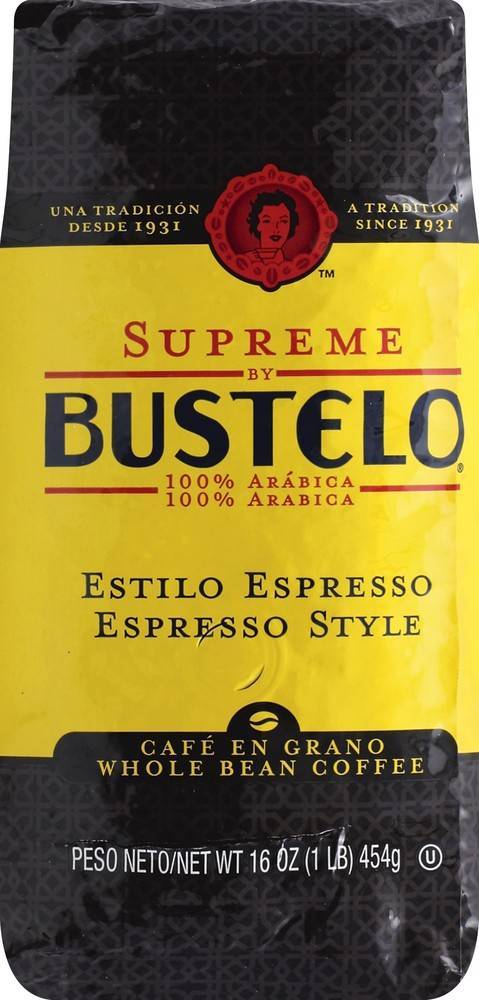 UNA TRADICIÓN
DESDE 1931
A TRADITION
SINCE 1931
TM
SUPREME
BY
BUSTELO®
100% ARÁBICA
100% ARABICA
ESTILO ESPRESSO
ESPRESSO STYLE
CAFÉ EN GRANO
WHOLE BEAN COFFEE
PESO NETO/NET WT 16 OZ (1 LB) 454g Ⓤ